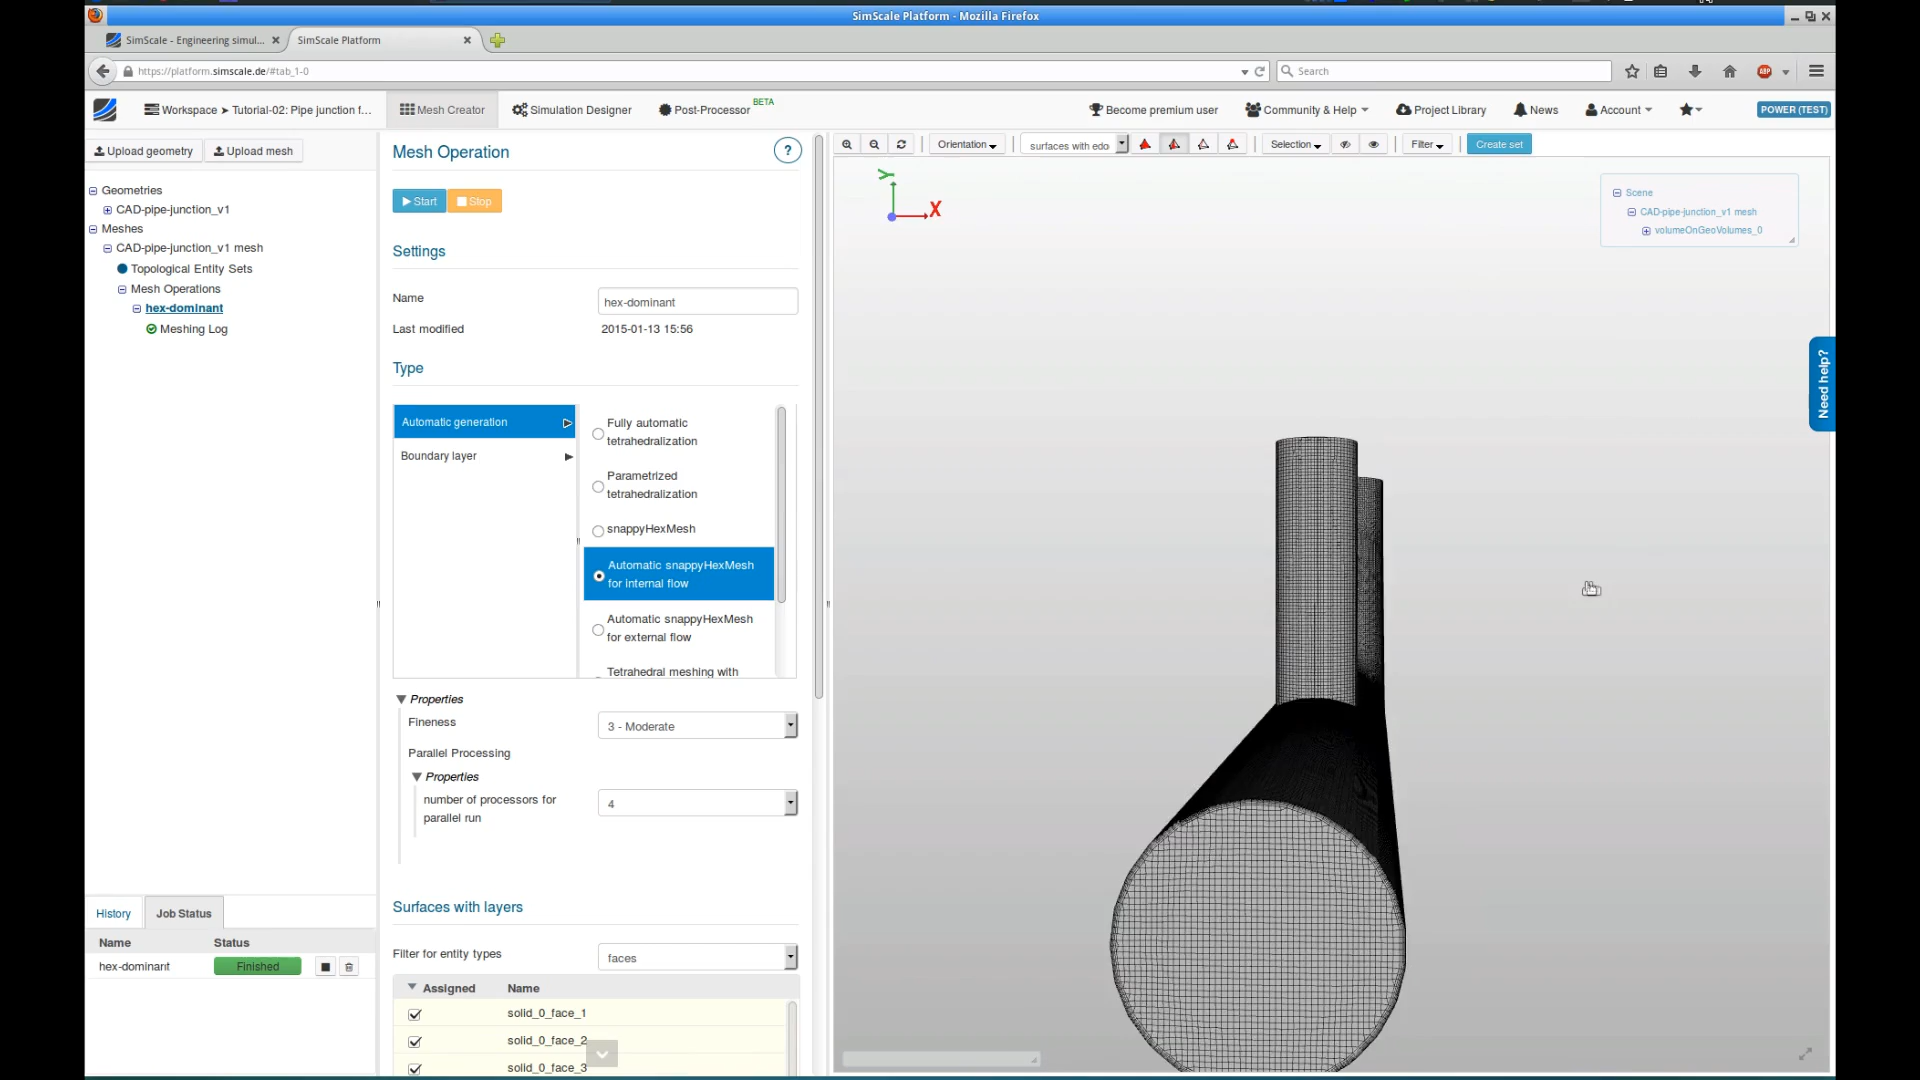 SimScale Platform - Mozilla Firefox
SimScale - Engineering simul...
SimScale Platform
https://platform.simscale.de/#tab_1-0
Search
ABP
Workspace ➤ Tutorial-02: Pipe junction f...
Mesh Creator
Simulation Designer
Post-Processor
BETA
Become premium user
Community & Help
Project Library
News
Account
POWER (TEST)
Upload geometry
Upload mesh
Geometries
CAD-pipe-junction_v1
Meshes
CAD-pipe-junction_v1 mesh
Topological Entity Sets
Mesh Operations
hex-dominant
Meshing Log
History
Job Status
Name
Status
hex-dominant
Finished
Mesh Operation
?
Start
Stop
Settings
Name
hex-dominant
Last modified
2015-01-13 15:56
Type
Automatic generation
Boundary layer
Fully automatic
tetrahedralization
Parametrized
tetrahedralization
snappyHexMesh
Automatic snappyHexMesh
for internal flow
Automatic snappyHexMesh
for external flow
Tetrahedral meshing with
Properties
Fineness
3 - Moderate
Parallel Processing
Properties
number of processors for
parallel run
4
Surfaces with layers
Filter for entity types
faces
Assigned
Name
solid_0_face_1
solid_0_face_2
solid_0_face_3
Orientation
surfaces with edo
Selection
Filter
Create set
Y
X
Scene
CAD-pipe-junction_v1 mesh
volumeOnGeoVolumes_0
Need help?